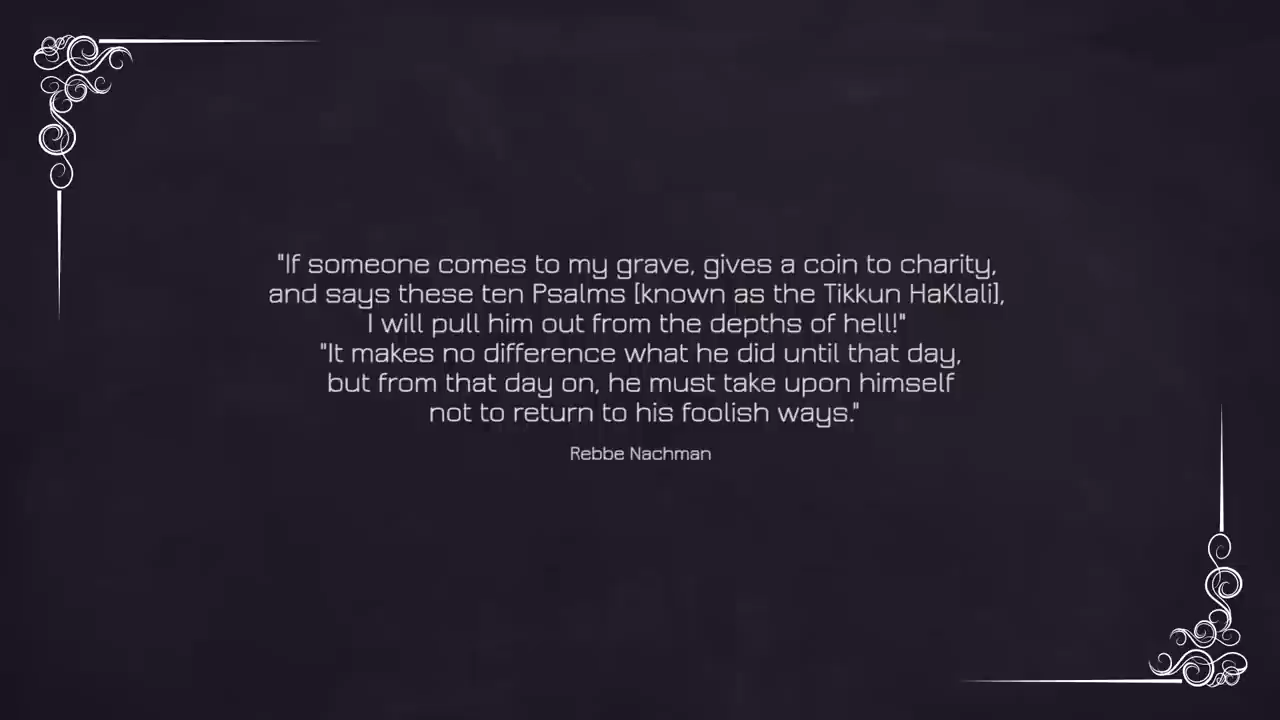 "If someone comes to my grave, gives a coin to charity,
and says these ten Psalms [known as the Tikkun HaKlali],
I will pull him out from the depths of hell!"
"It makes no difference what he did until that day,
but from that day on, he must take upon himself
not to return to his foolish ways."
Rebbe Nachman